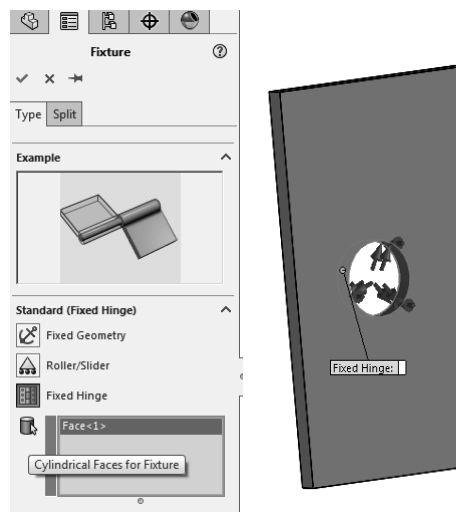 Fixture
Type Split
Example
Standard (Fixed Hinge)
Fixed Geometry
Roller/Slider
Fixed Hinge
Face<1>
Cylindrical Faces for Fixture
Fixed Hinge: